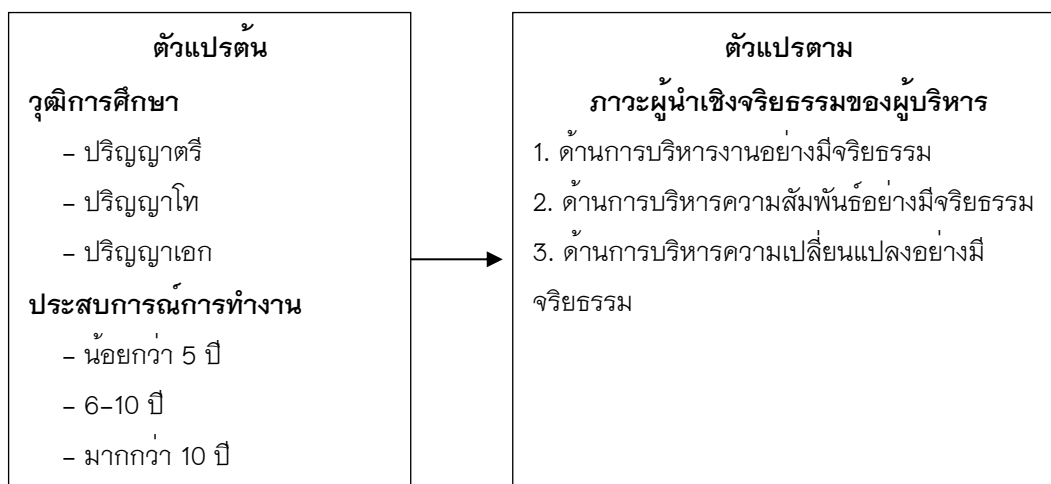 ตัวแปรต้น
วุฒิการศึกษา
– ปริญญาตรี
– ปริญญาโท
– ปริญญาเอก
ประสบการณ์การทำงาน
– น้อยกว่า 5 ปี
– 6–10 ปี
– มากกว่า 10 ปี
ตัวแปรตาม
ภาวะผู้นำเชิงจริยธรรมของผู้บริหาร
1. ด้านการบริหารงานอย่างมีจริยธรรม
2. ด้านการบริหารความสัมพันธ์อย่างมีจริยธรรม
3. ด้านการบริหารความเปลี่ยนแปลงอย่างมี
จริยธรรม